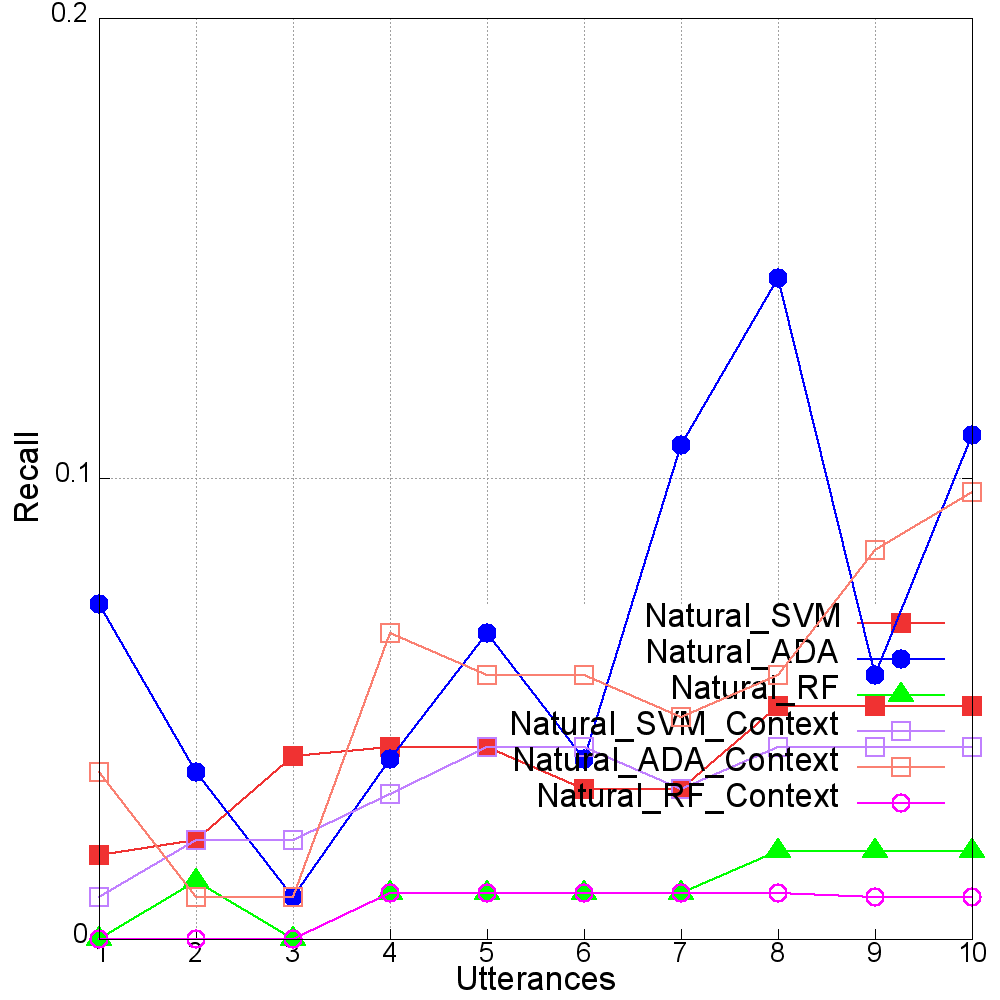 0.2
Recall
0.1
Natural_SVM
Natural_ADA
Natural_RF
Natural_SVM_Context
Natural_ADA_Context
Natural_RF_Context
0
1 2 3 4 5 6 7 8 9 10
Utterances